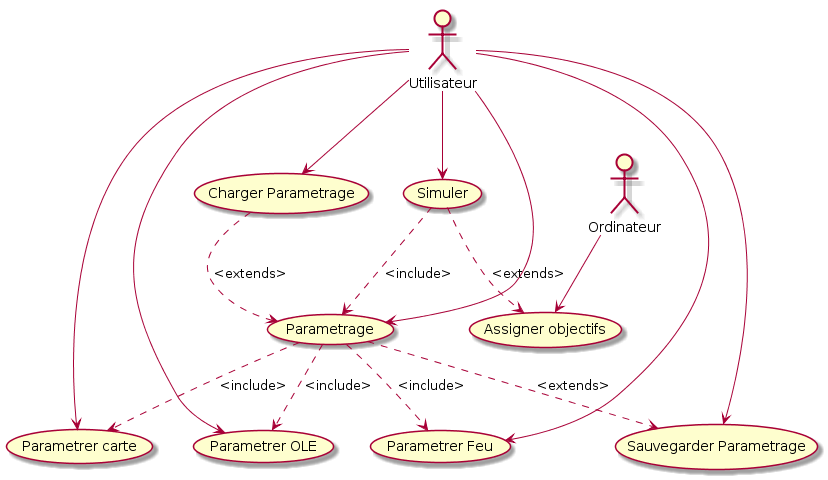 Utilisateur
Charger Parametrage
Simuler
Ordinateur
<extends>
<include>
<extends>
Parametrage
Assigner objectifs
<include>
<include>
<include>
<extends>
Parametrer carte
Parametrer OLE
Parametrer Feu
Sauvegarder Parametrage